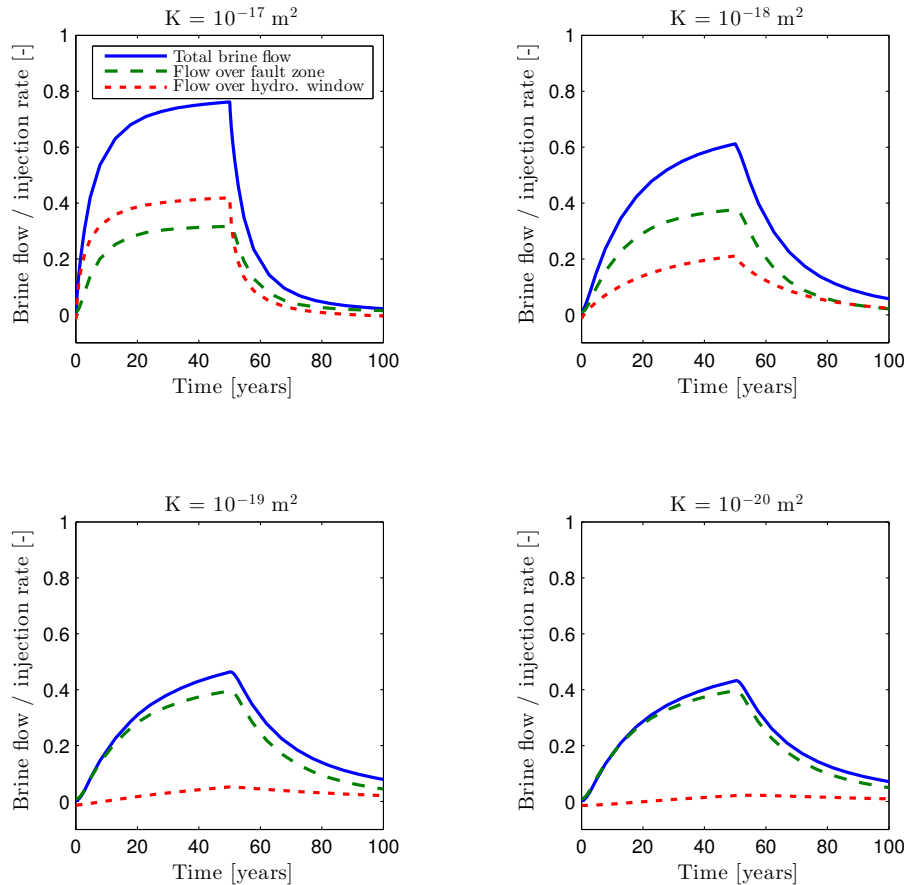 K = 10⁻¹⁷ m²
Brine flow / injection rate [-]
1
0.8
0.6
0.4
0.2
0
Total brine flow
Flow over fault zone
Flow over hydro. window
0 20 40 60 80 100
Time [years]
K = 10⁻¹⁸ m²
Brine flow / injection rate [-]
1
0.8
0.6
0.4
0.2
0
0 20 40 60 80 100
Time [years]
K = 10⁻¹⁹ m²
Brine flow / injection rate [-]
1
0.8
0.6
0.4
0.2
0
0 20 40 60 80 100
Time [years]
K = 10⁻²⁰ m²
Brine flow / injection rate [-]
1
0.8
0.6
0.4
0.2
0
0 20 40 60 80 100
Time [years]